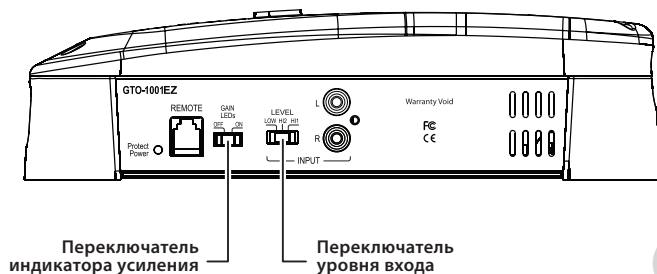 GTO-1001EZ
REMOTE
GAIN
LEDs
OFF ON
LEVEL
LOW HI2 HI1
L
R
INPUT
Protect
Power
Warranty Void
FC
CE
Переключатель
индикатора усиления
Переключатель
уровня входа